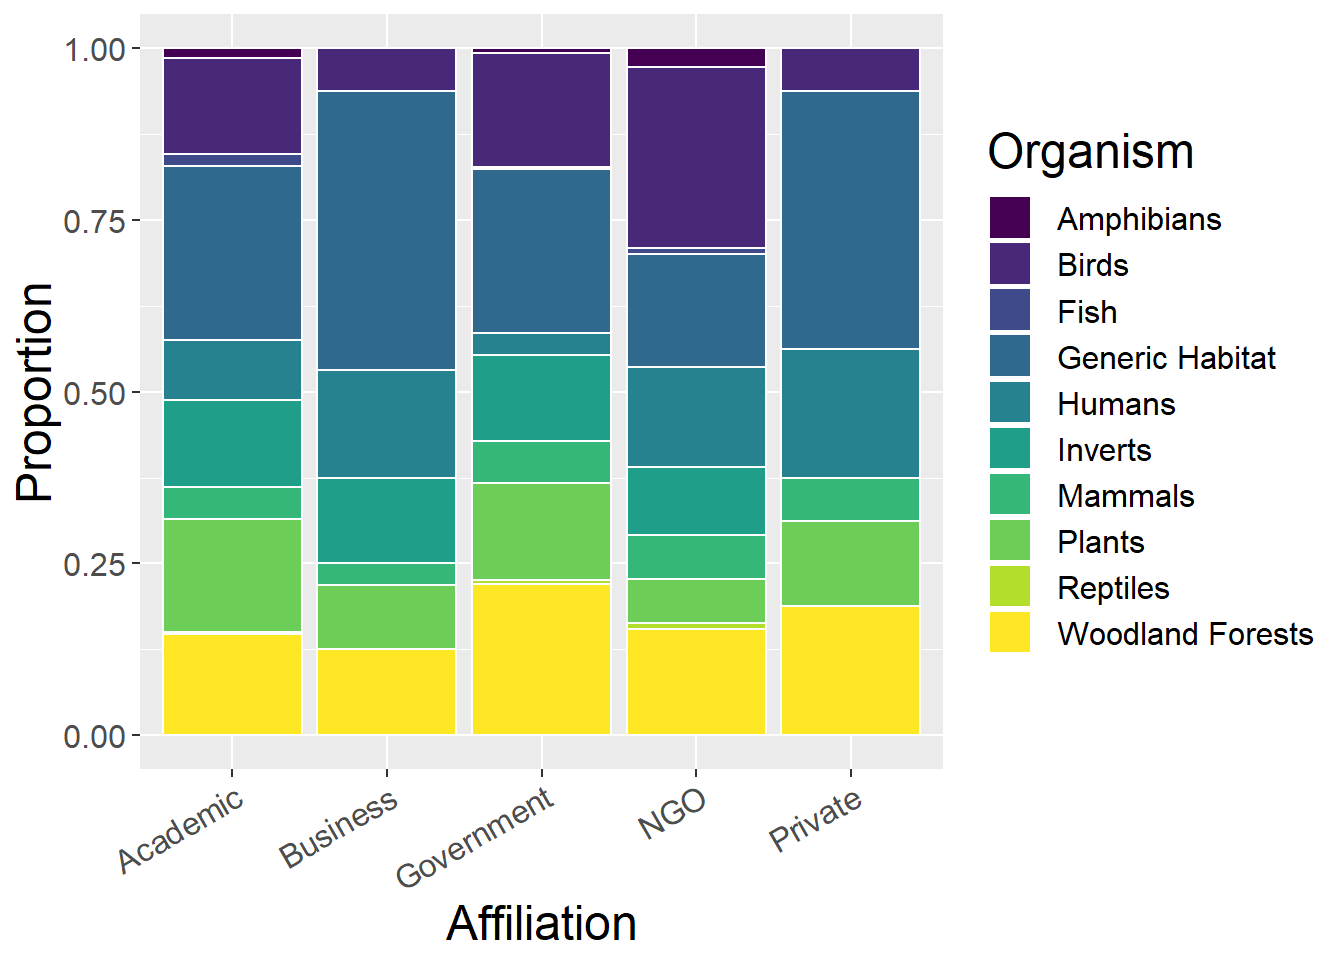 1.00
0.75
0.50
0.25
0.00
Proportion
Academic
Business
Government
NGO
Private
Affiliation
Organism
Amphibians
Birds
Fish
Generic Habitat
Humans
Inverts
Mammals
Plants
Reptiles
Woodland Forests